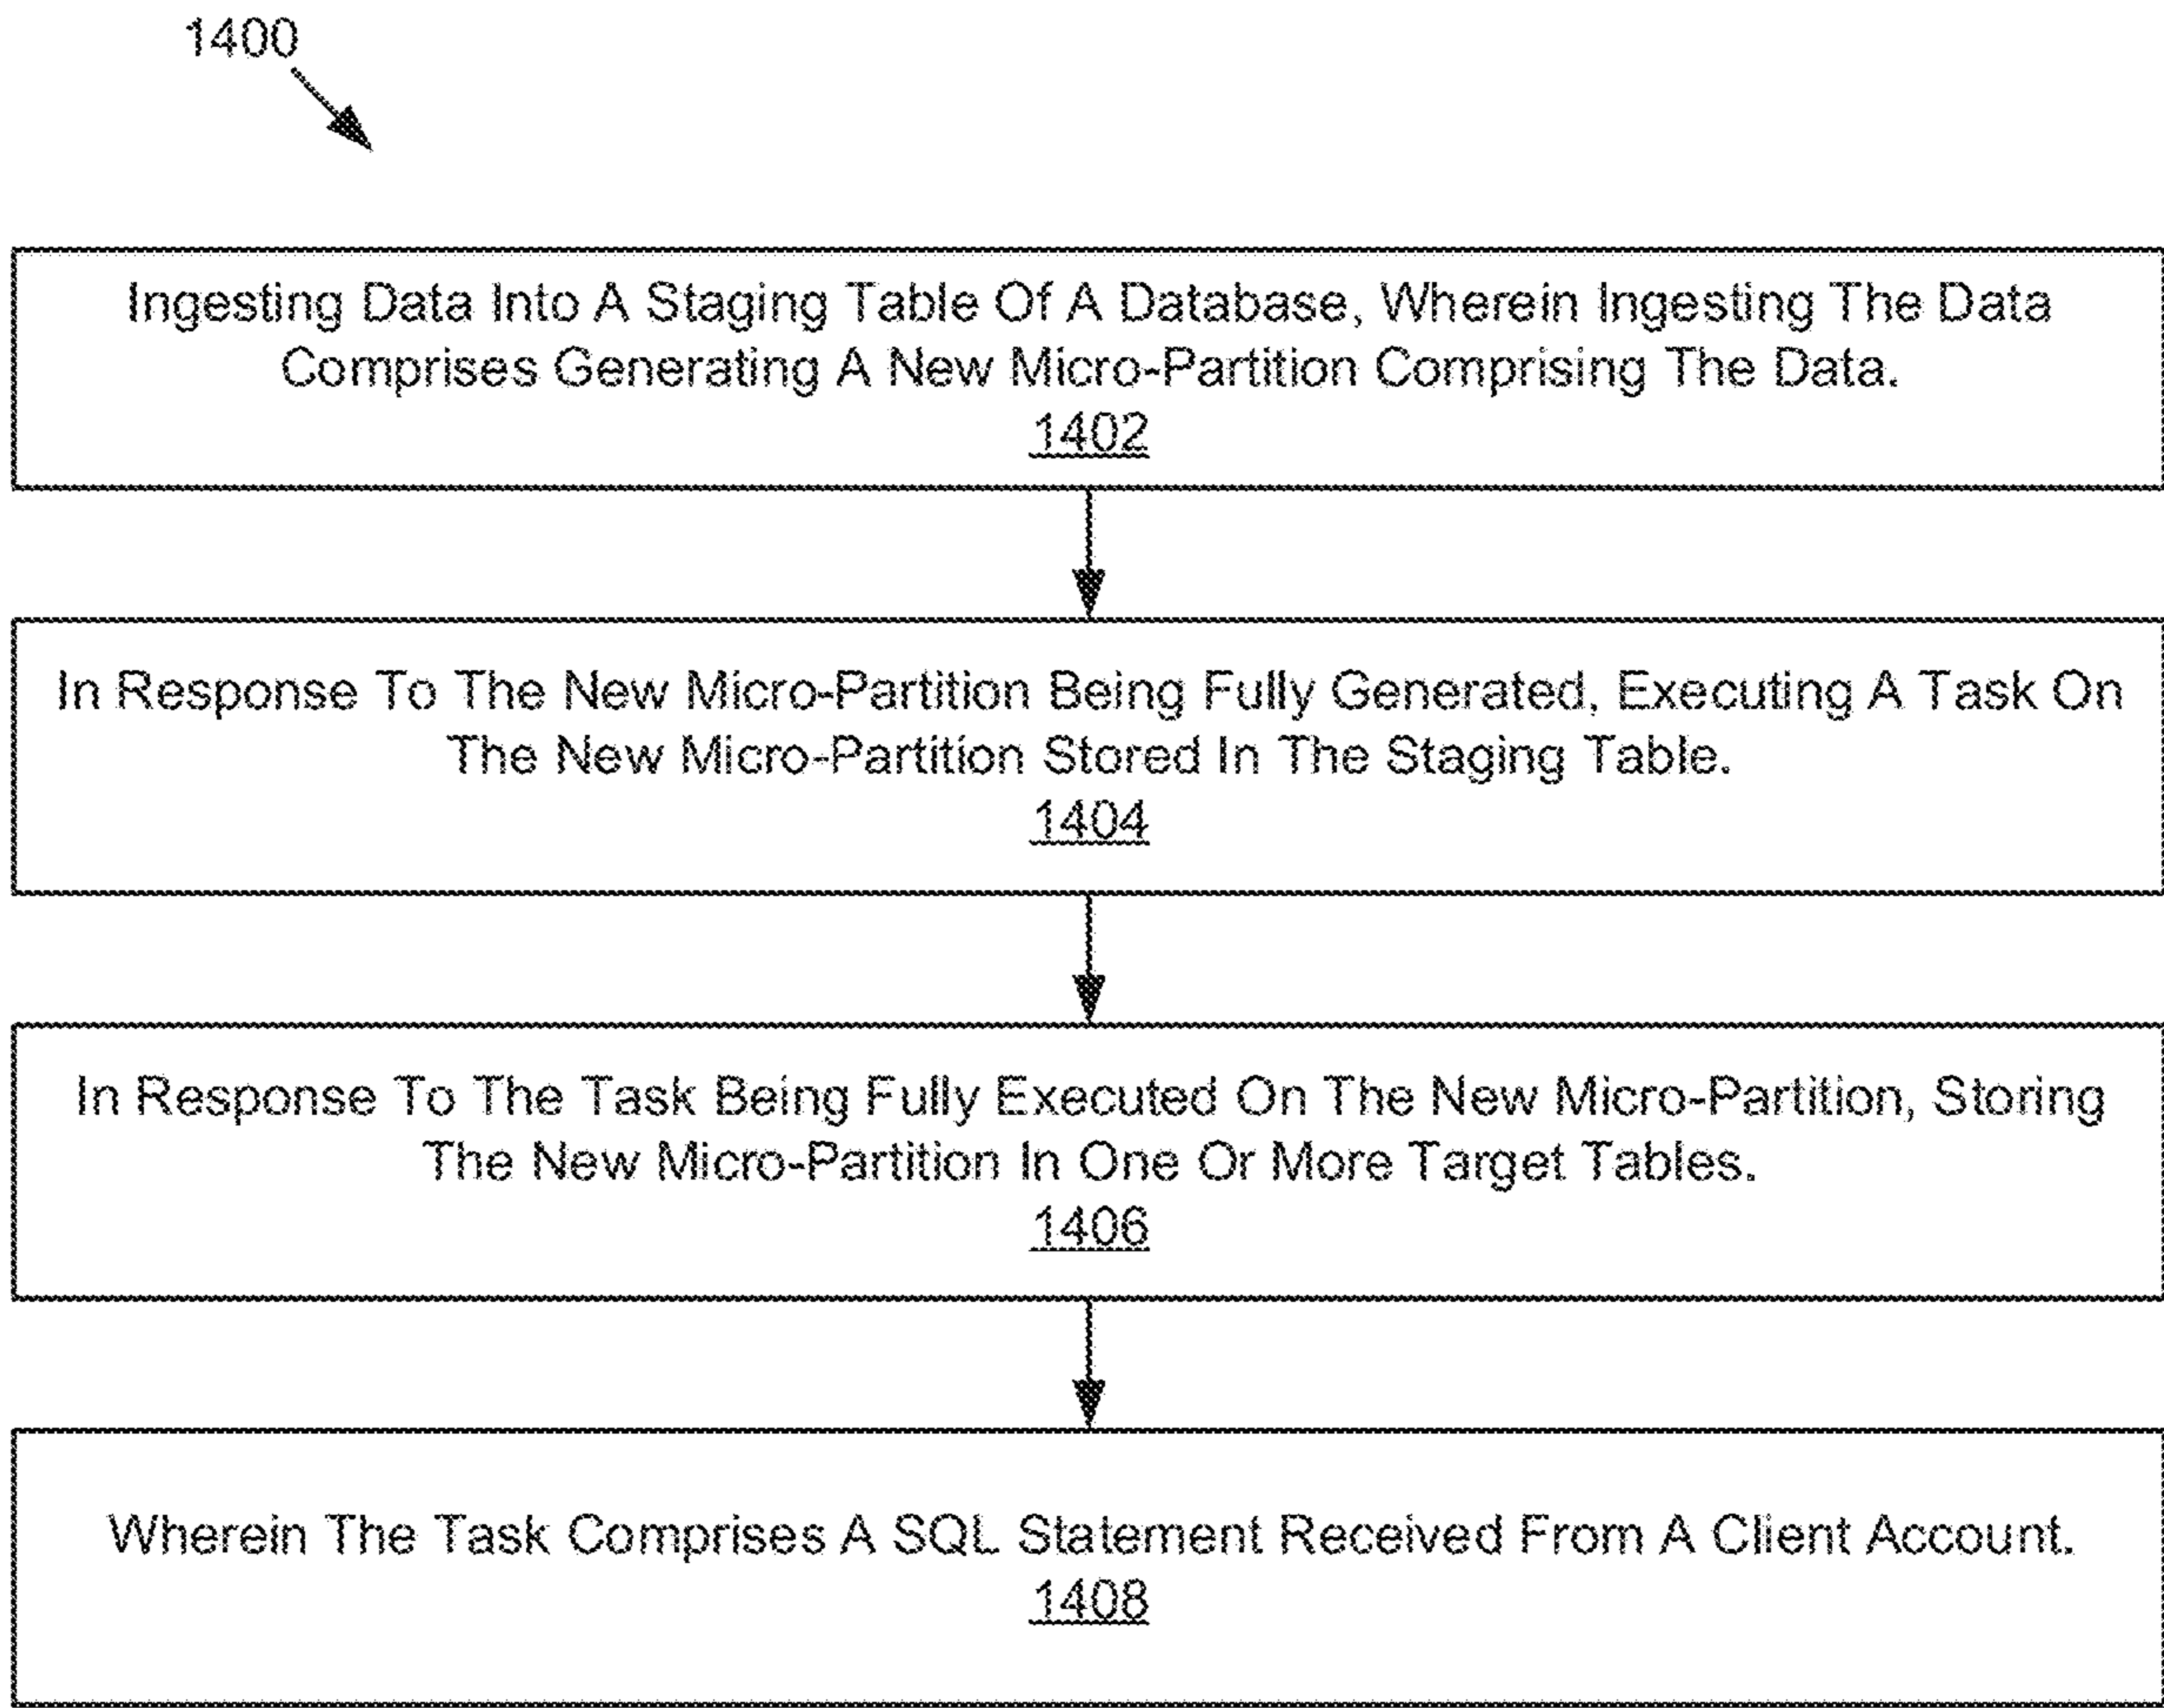 1400
Ingesting Data Into A Staging Table Of A Database, Wherein Ingesting The Data
Comprises Generating A New Micro-Partition Comprising The Data.
1402
In Response To The New Micro-Partition Being Fully Generated, Executing A Task On
The New Micro-Partition Stored In The Staging Table.
1404
In Response To The Task Being Fully Executed On The New Micro-Partition, Storing
The New Micro-Partition In One Or More Target Tables.
1406
Wherein The Task Comprises A SQL Statement Received From A Client Account.
1408